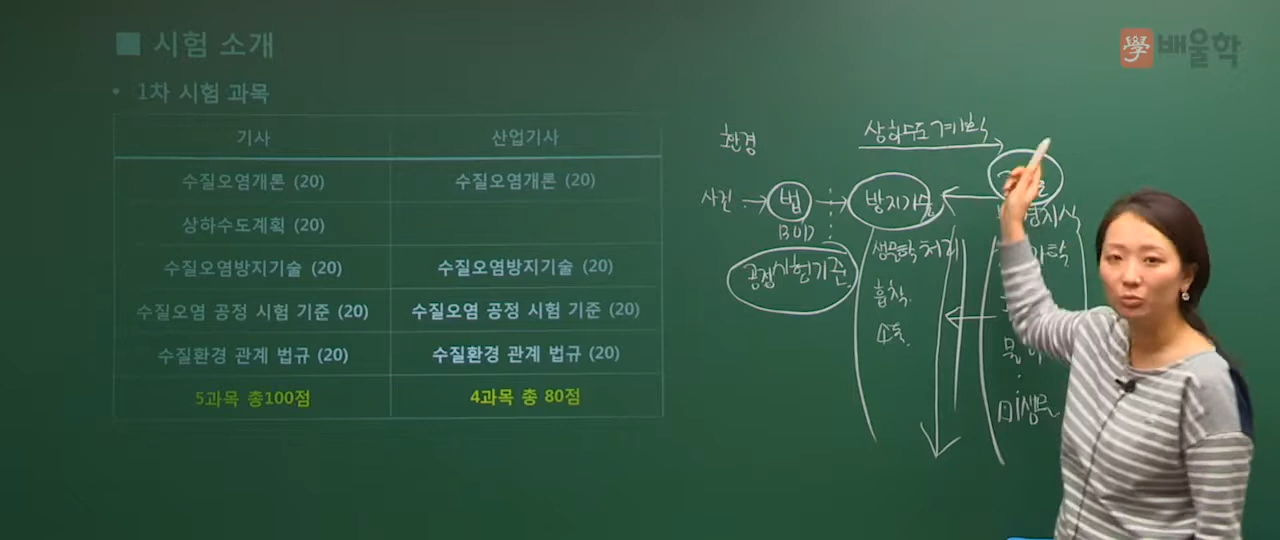 시험 소개
學 배울학
• 1차 시험 과목
기사 산업기사
수질오염개론 (20) 수질오염개론 (20)
상하수도계획 (20)
수질오염방지기술 (20) 수질오염방지기술 (20)
수질오염 공정 시험 기준 (20) 수질오염 공정 시험 기준 (20)
수질환경 관계 법규 (20) 수질환경 관계 법규 (20)
5과목 총100점 4과목 총 80점
환경
상하수도계획
사건 → 법 → 방지기술
BOD
공정시험기준
생물학처리
흡착
소독
미생물